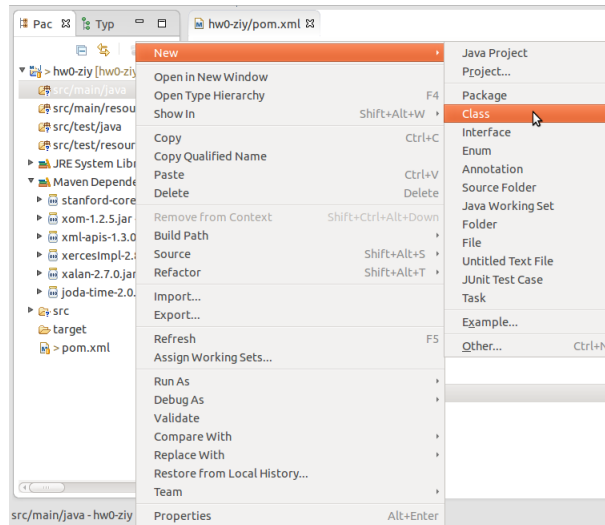 Pac Typ hw0-ziy/pom.xml
> hw0-ziy [hw0-ziy
src/main/java
src/main/resou
src/test/java
src/test/resour
JRE System Libr
Maven Depende
stanford-core
xom-1.2.5.jar
xml-apis-1.3.0
xercesImpl-2.8
xalan-2.7.0.jar
joda-time-2.0.
src
target
> pom.xml
New
Open in New Window
Open Type Hierarchy F4
Show In Shift+Alt+W
Copy Ctrl+C
Copy Qualified Name
Paste Ctrl+V
Delete Delete
Remove from Context Shift+Ctrl+Alt+Down
Build Path
Source Shift+Alt+S
Refactor Shift+Alt+T
Import...
Export...
Refresh F5
Assign Working Sets...
Run As
Debug As
Validate
Compare With
Replace With
Restore from Local History...
Team
Properties Alt+Enter
Java Project
Project...
Package
Class
Interface
Enum
Annotation
Source Folder
Java Working Set
Folder
File
Untitled Text File
JUnit Test Case
Task
Example...
Other... Ctrl+N
src/main/java - hw0-ziy